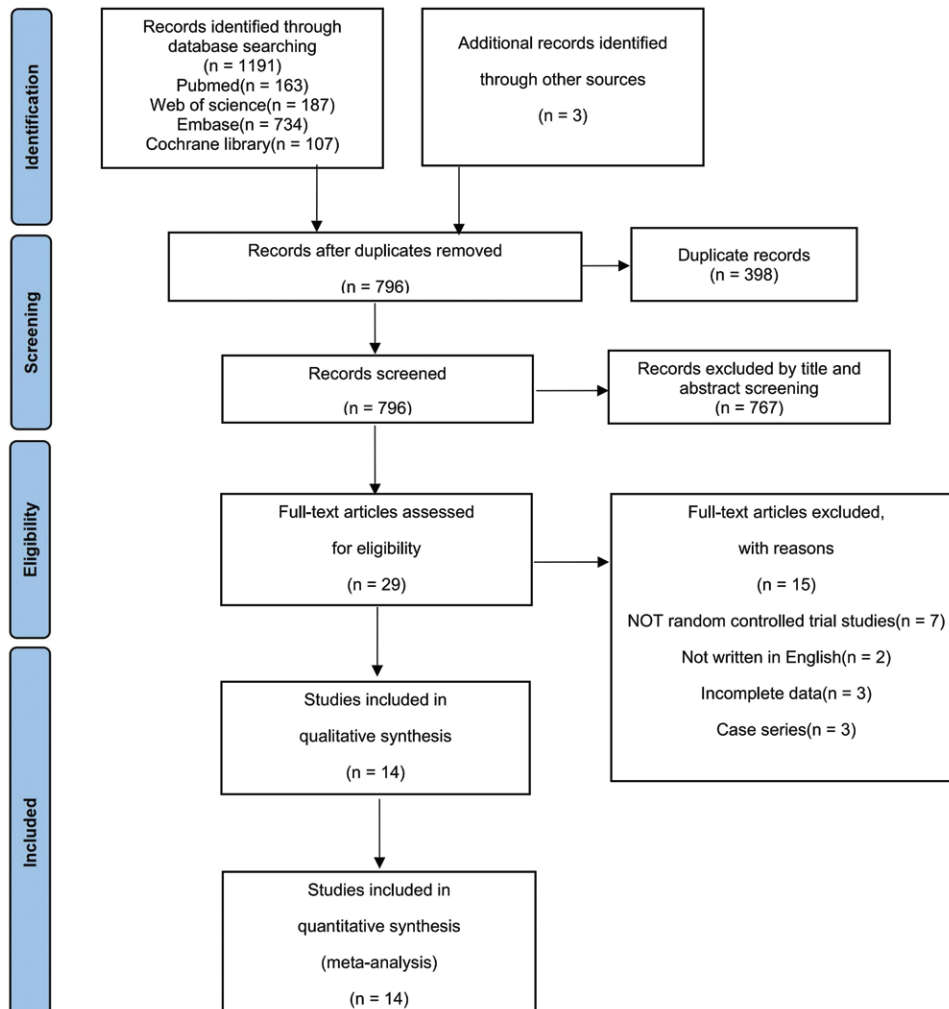 Identification
Records identified through
database searching
(n = 1191)
Pubmed(n = 163)
Web of science(n = 187)
Embase(n = 734)
Cochrane library(n = 107)
Additional records identified
through other sources
(n = 3)
Screening
Records after duplicates removed
(n = 796)
Duplicate records
(n = 398)
Records screened
(n = 796)
Records excluded by title and
abstract screening
(n = 767)
Eligibility
Full-text articles assessed
for eligibility
(n = 29)
Full-text articles excluded,
with reasons
(n = 15)
NOT random controlled trial studies(n = 7)
Not written in English(n = 2)
Incomplete data(n = 3)
Case series(n = 3)
Included
Studies included in
qualitative synthesis
(n = 14)
Studies included in
quantitative synthesis
(meta-analysis)
(n = 14)